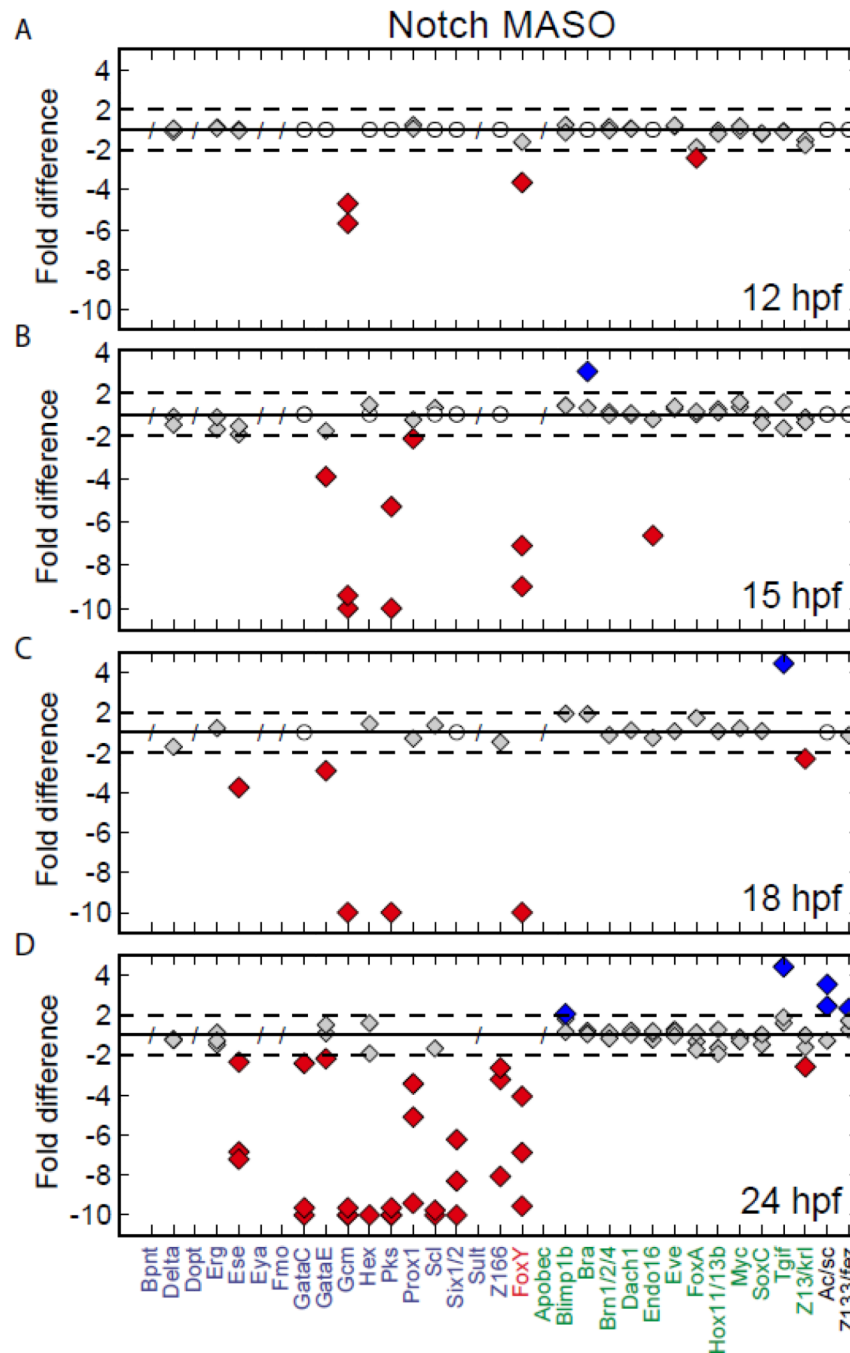 Notch MASO
A
4
2
-2
-4
-6
-8
-10
Fold difference
/ / / / / /
12 hpf
B
4
2
-2
-4
-6
-8
-10
Fold difference
/ / / / / /
15 hpf
C
4
2
-2
-4
-6
-8
-10
Fold difference
/ / / / / /
18 hpf
D
4
2
-2
-4
-6
-8
-10
Fold difference
/ / / / / /
24 hpf
Bpnt
Delta
Dopt
Erg
Ese
Eya
Fmo
GataC
GataE
Gcm
Hex
Pks
Prox1
Scl
Six1/2
Sult
Z166
FoxY
Apobec
Blimp1b
Bra
Brn1/2/4
Dach1
Endo16
Eve
FoxA
Hox11/13b
Myc
SoxC
Tgif
Z13/krl
Ac/sc
Z133/fez